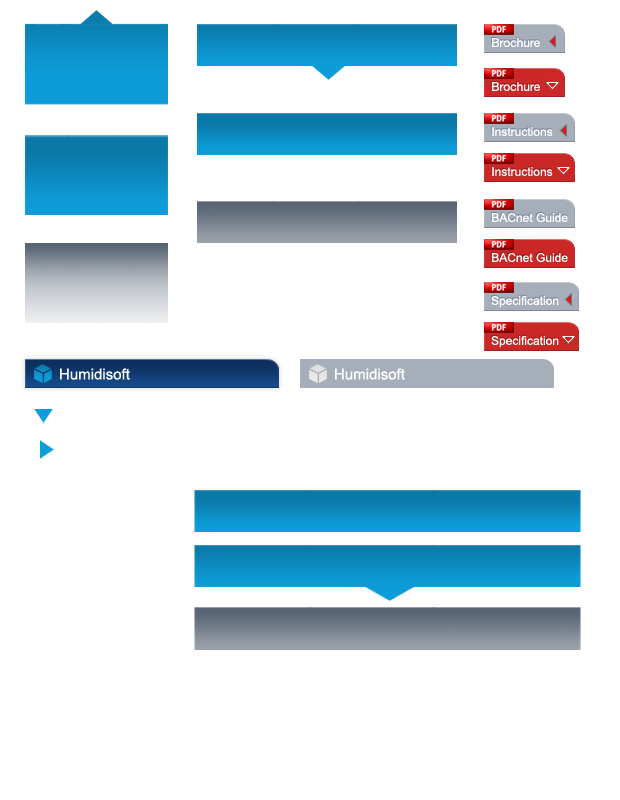 PDF
Brochure
PDF
Brochure
PDF
Instructions
PDF
Instructions
PDF
BACnet Guide
PDF
BACnet Guide
PDF
Specification
PDF
Specification
Humidisoft
Humidisoft